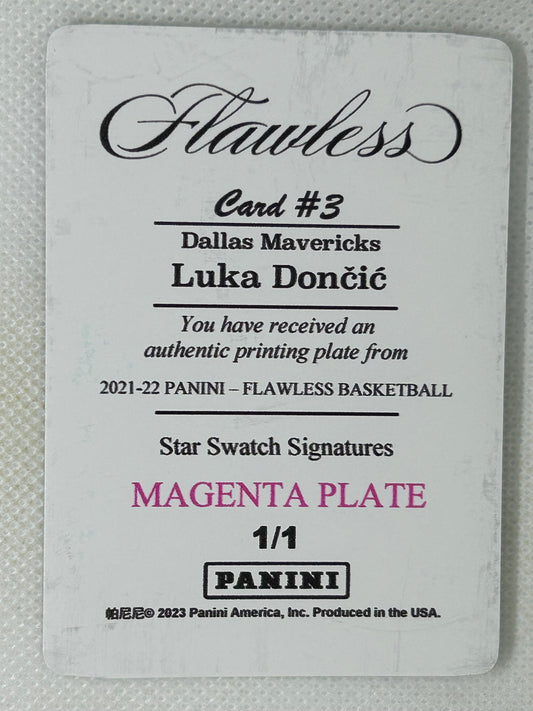 Flawless
Card #3
Dallas Mavericks
Luka Dončić
You have received an
authentic printing plate from
2021-22 PANINI – FLAWLESS BASKETBALL
Star Swatch Signatures
MAGENTA PLATE
1/1
PANINI
帕尼尼© 2023 Panini America, Inc. Produced in the USA.